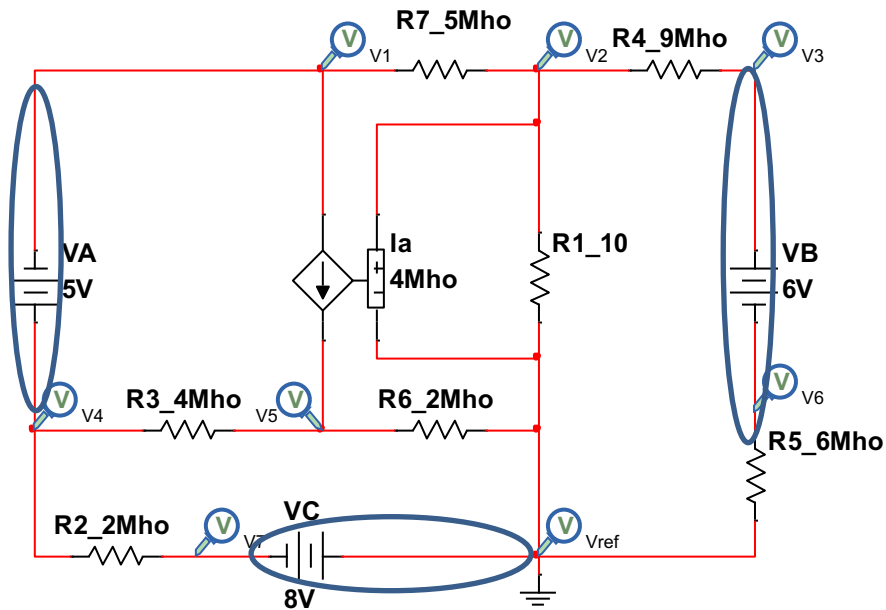 R7_5Mho
R4_9Mho
V
V1
V
V2
V
V3
VA
5V
Ia
4Mho
R1_10
VB
6V
V
V4
R3_4Mho
V
V5
R6_2Mho
V
V6
R5_6Mho
R2_2Mho
V
V7
VC
8V
V
Vref